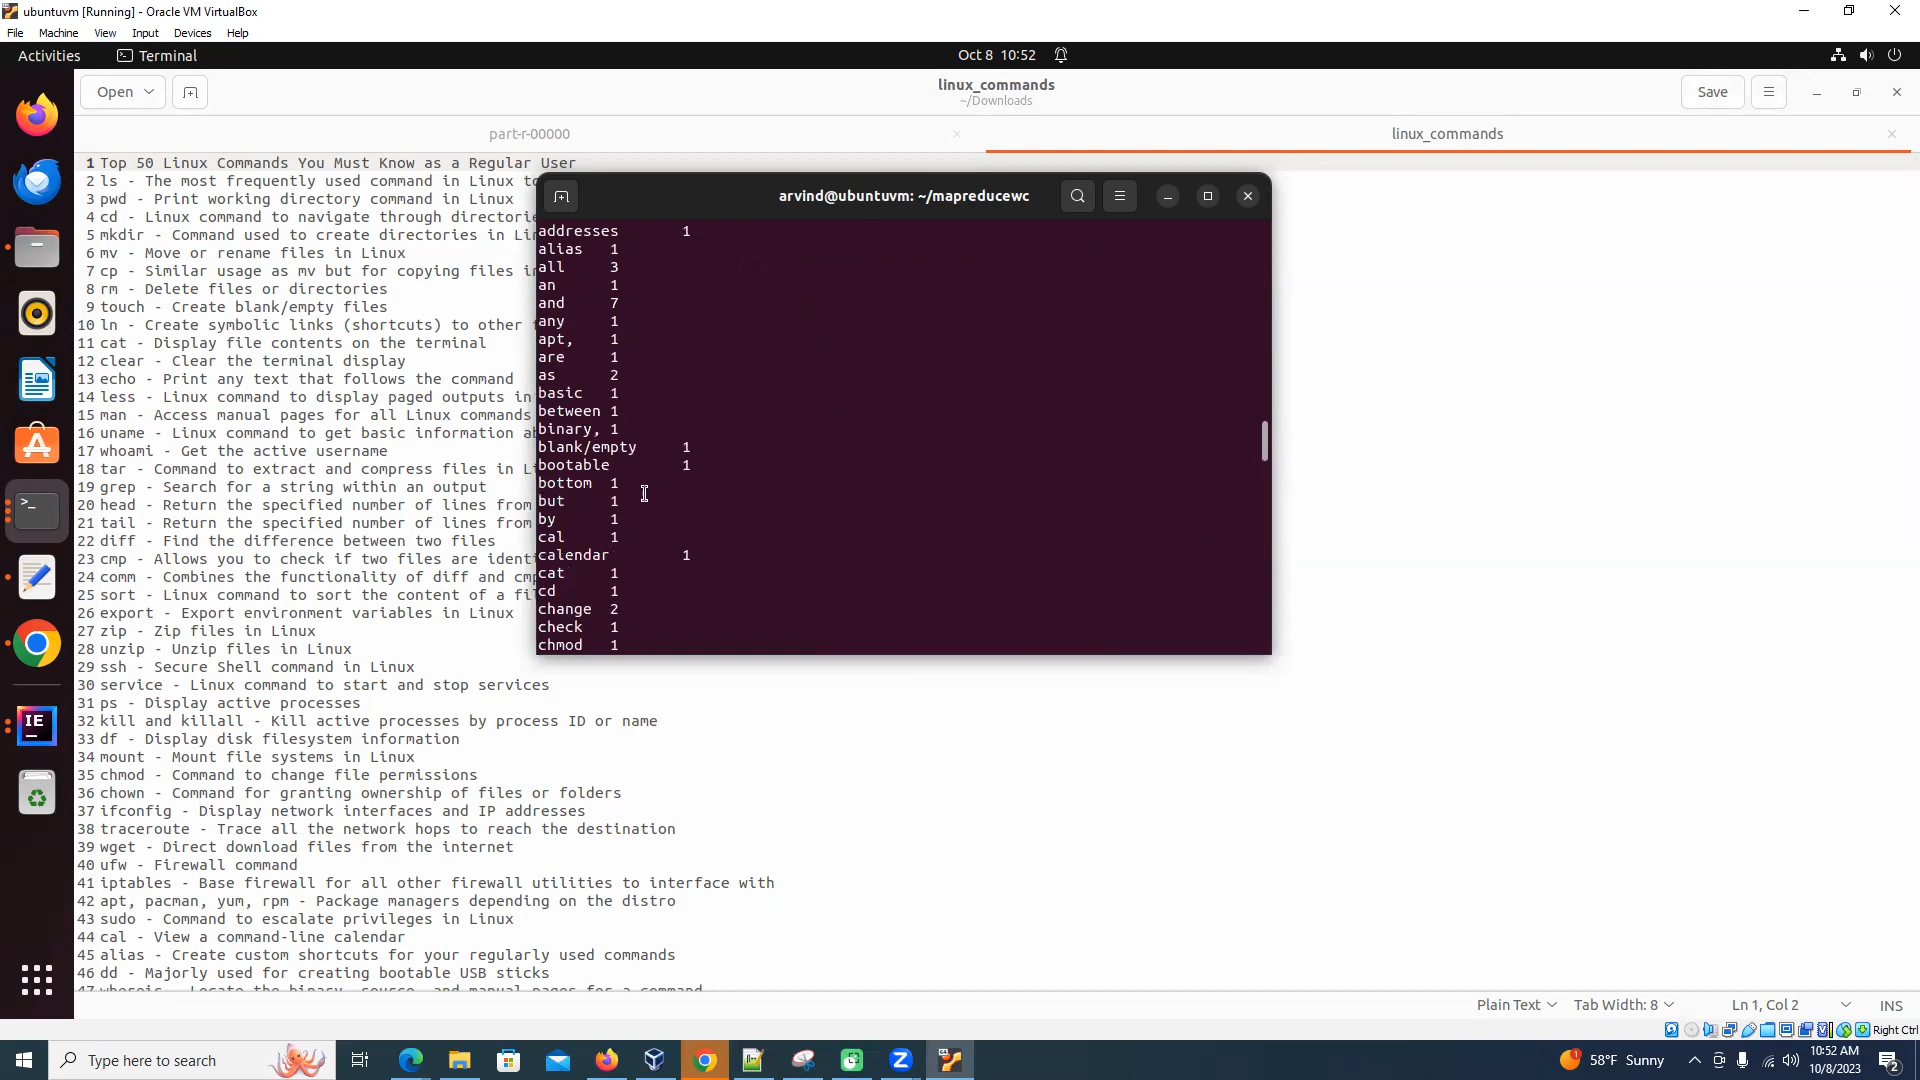 ubuntuvm [Running] - Oracle VM VirtualBox
File Machine View Input Devices Help
Activities Terminal Oct 8 10:52
Open linux_commands Save
~/Downloads
part-r-00000 linux_commands
1 Top 50 Linux Commands You Must Know as a Regular User
2 ls - The most frequently used command in Linux to
3 pwd - Print working directory command in Linux
4 cd - Linux command to navigate through directorie
5 mkdir - Command used to create directories in Li
6 mv - Move or rename files in Linux
7 cp - Similar usage as mv but for copying files i
8 rm - Delete files or directories
9 touch - Create blank/empty files
10 ln - Create symbolic links (shortcuts) to other
11 cat - Display file contents on the terminal
12 clear - Clear the terminal display
13 echo - Print any text that follows the command
14 less - Linux command to display paged outputs in
15 man - Access manual pages for all Linux commands
16 uname - Linux command to get basic information a
17 whoami - Get the active username
18 tar - Command to extract and compress files in L
19 grep - Search for a string within an output
20 head - Return the specified number of lines from
21 tail - Return the specified number of lines from
22 diff - Find the difference between two files
23 cmp - Allows you to check if two files are identi
24 comm - Combines the functionality of diff and cmp
25 sort - Linux command to sort the content of a fil
26 export - Export environment variables in Linux
27 zip - Zip files in Linux
28 unzip - Unzip files in Linux
29 ssh - Secure Shell command in Linux
30 service - Linux command to start and stop services
31 ps - Display active processes
32 kill and killall - Kill active processes by process ID or name
33 df - Display disk filesystem information
34 mount - Mount file systems in Linux
35 chmod - Command to change file permissions
36 chown - Command for granting ownership of files or folders
37 ifconfig - Display network interfaces and IP addresses
38 traceroute - Trace all the network hops to reach the destination
39 wget - Direct download files from the internet
40 ufw - Firewall command
41 iptables - Base firewall for all other firewall utilities to interface with
42 apt, pacman, yum, rpm - Package managers depending on the distro
43 sudo - Command to escalate privileges in Linux
44 cal - View a command-line calendar
45 alias - Create custom shortcuts for your regularly used commands
46 dd - Majorly used for creating bootable USB sticks
47 whereis - Locate the binary, source, and manual pages for a command
arvind@ubuntuvm: ~/mapreducewc
addresses 1
alias 1
all 3
an 1
and 7
any 1
apt, 1
are 1
as 2
basic 1
between 1
binary, 1
blank/empty 1
bootable 1
bottom 1
but 1
by 1
cal 1
calendar 1
cat 1
cd 1
change 2
check 1
chmod 1
Plain Text Tab Width: 8 Ln 1, Col 2 INS
Right Ctrl
Type here to search 58°F Sunny 10:52 AM
10/8/2023